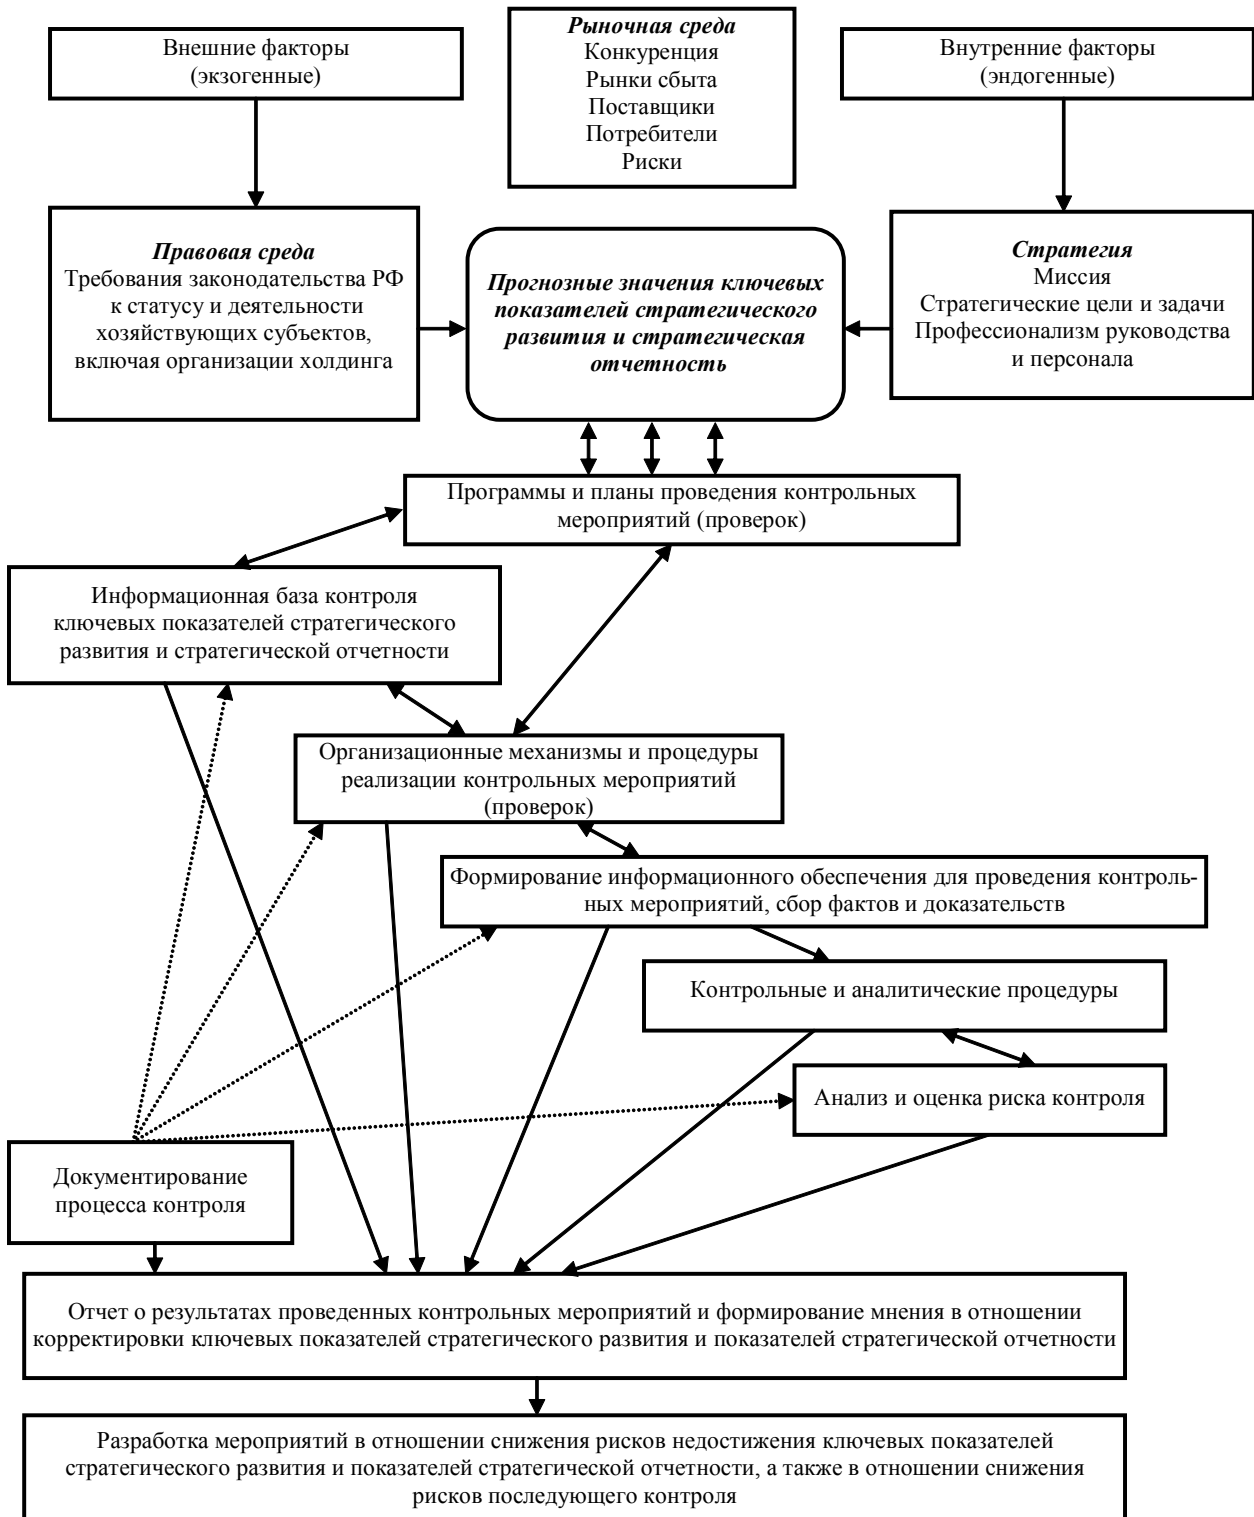 Внешние факторы
(экзогенные)
Рыночная среда
Конкуренция
Рынки сбыта
Поставщики
Потребители
Риски
Внутренние факторы
(эндогенные)
Правовая среда
Требования законодательства РФ
к статусу и деятельности
хозяйствующих субъектов,
включая организации холдинга
Прогнозные значения ключевых
показателей стратегического
развития и стратегическая
отчетность
Стратегия
Миссия
Стратегические цели и задачи
Профессионализм руководства
и персонала
Программы и планы проведения контрольных
мероприятий (проверок)
Информационная база контроля
ключевых показателей стратегического
развития и стратегической отчетности
Организационные механизмы и процедуры
реализации контрольных мероприятий
(проверок)
Формирование информационного обеспечения для проведения контроль-
ных мероприятий, сбор фактов и доказательств
Контрольные и аналитические процедуры
Анализ и оценка риска контроля
Документирование
процесса контроля
Отчет о результатах проведенных контрольных мероприятий и формирование мнения в отношении
корректировки ключевых показателей стратегического развития и показателей стратегической отчетности
Разработка мероприятий в отношении снижения рисков недостижения ключевых показателей
стратегического развития и показателей стратегической отчетности, а также в отношении снижения
рисков последующего контроля